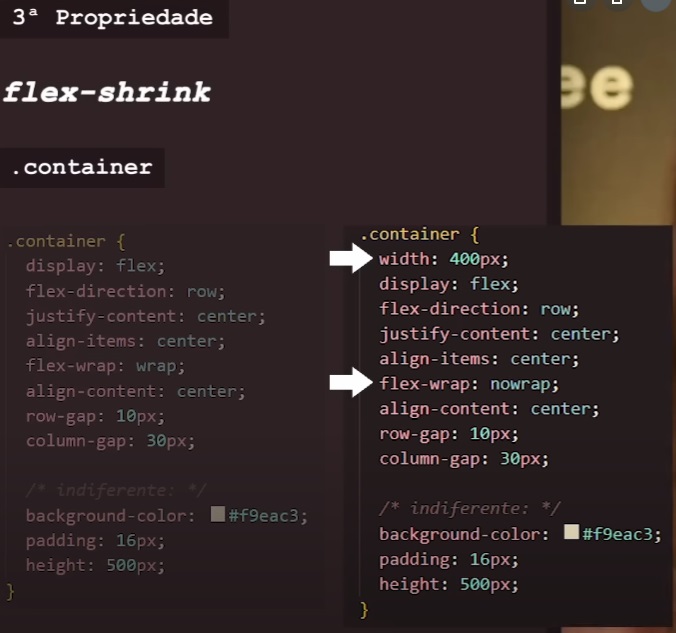 3ª Propriedade
ee
flex-shrink
.container
.container {
display: flex;
flex-direction: row;
justify-content: center;
align-items: center;
flex-wrap: wrap;
align-content: center;
row-gap: 10px;
column-gap: 30px;
/* indiferente: */
background-color: #f9eac3;
padding: 16px;
height: 500px;
}
.container {
width: 400px;
display: flex;
flex-direction: row;
justify-content: center;
align-items: center;
flex-wrap: nowrap;
align-content: center;
row-gap: 10px;
column-gap: 30px;
/* indiferente: */
background-color: #f9eac3;
padding: 16px;
height: 500px;
}